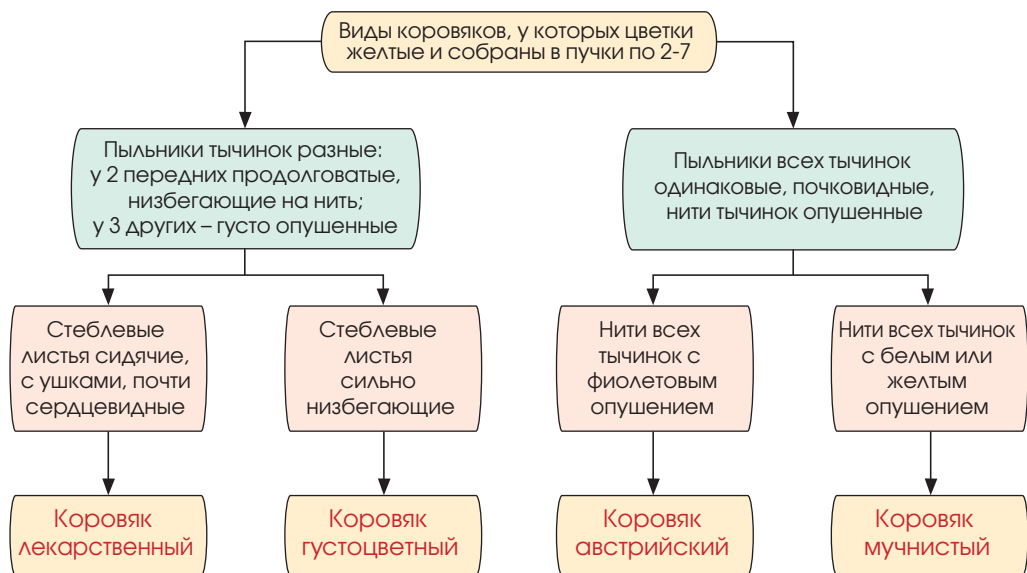 Виды коровяков, у которых цветки
желтые и собраны в пучки по 2-7
Пыльники тычинок разные:
у 2 передних продолговатые,
низбегающие на нить;
у 3 других – густо опушенные
Пыльники всех тычинок
одинаковые, почковидные,
нити тычинок опушенные
Стеблевые
листья сидячие,
с ушками, почти
сердцевидные
Стеблевые
листья
сильно
низбегающие
Нити всех
тычинок с
фиолетовым
опушением
Нити всех тычинок
с белым или
желтым
опушением
Коровяк
лекарственный
Коровяк
густоцветный
Коровяк
австрийский
Коровяк
мучнистый